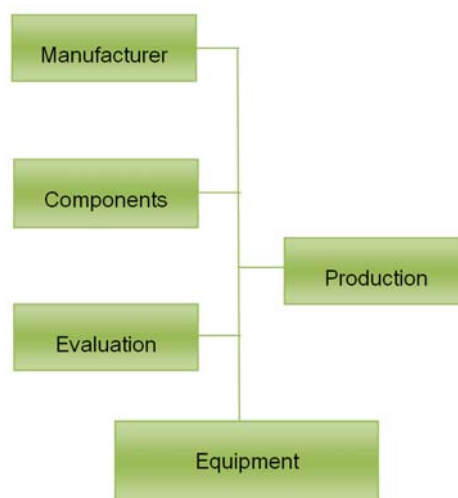 Manufacturer
Components
Production
Evaluation
Equipment